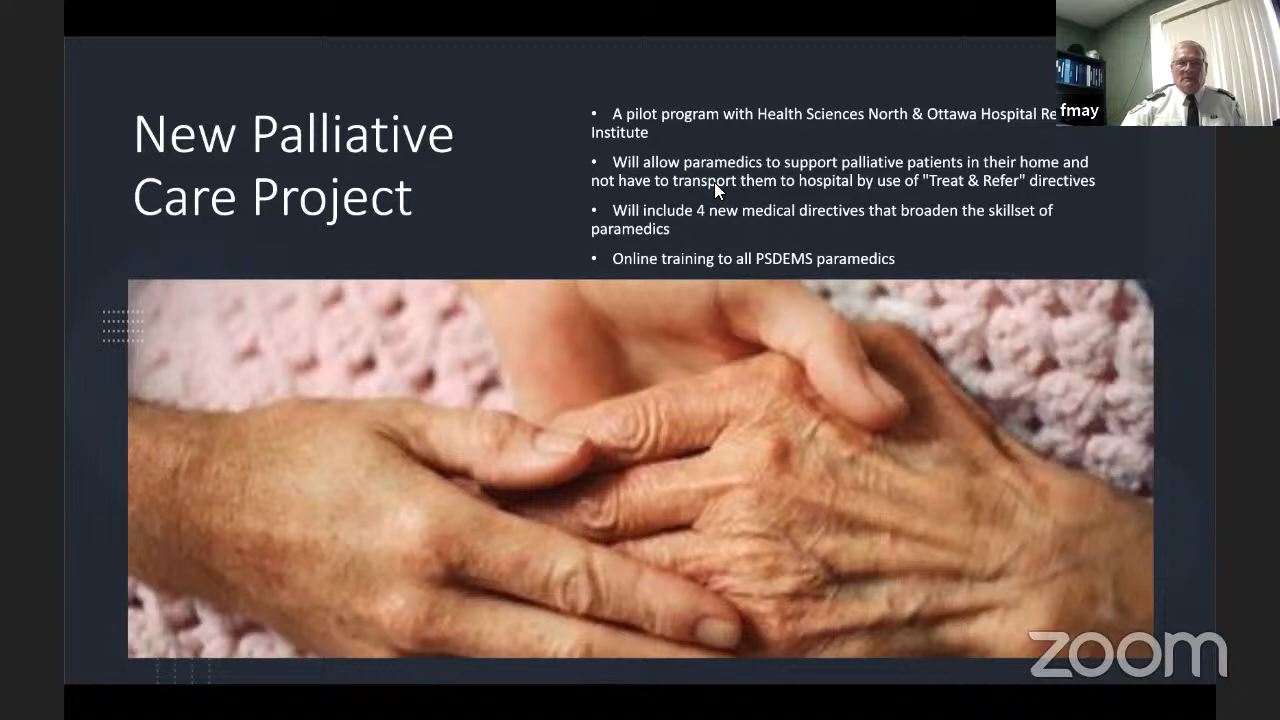 New Palliative
Care Project
• A pilot program with Health Sciences North & Ottawa Hospital
Institute
• Will allow paramedics to support palliative patients in their home and
not have to transport them to hospital by use of "Treat & Refer" directives
• Will include 4 new medical directives that broaden the skillset of
paramedics
• Online training to all PSDEMS paramedics
fmay
zoom